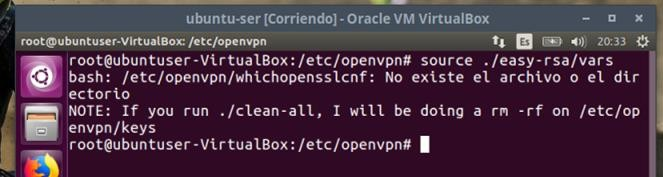 ubuntu-ser [Corriendo] - Oracle VM VirtualBox
root@ubuntuser-VirtualBox: /etc/openvpn Es 20:33
root@ubuntuser-VirtualBox:/etc/openvpn# source ./easy-rsa/vars
bash: /etc/openvpn/whichopensslcnf: No existe el archivo o el dir
ectorio
NOTE: If you run ./clean-all, I will be doing a rm -rf on /etc/op
envpn/keys
root@ubuntuser-VirtualBox:/etc/openvpn#